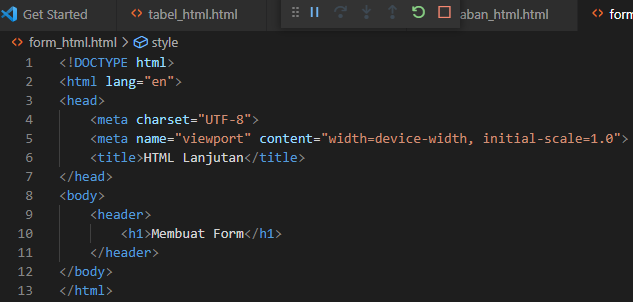 Get Started tabel_html.html aban_html.html form
form_html.html > style
1 <!DOCTYPE html>
2 <html lang="en">
3 <head>
4 <meta charset="UTF-8">
5 <meta name="viewport" content="width=device-width, initial-scale=1.0">
6 <title>HTML Lanjutan</title>
7 </head>
8 <body>
9 <header>
10 <h1>Membuat Form</h1>
11 </header>
12 </body>
13 </html>